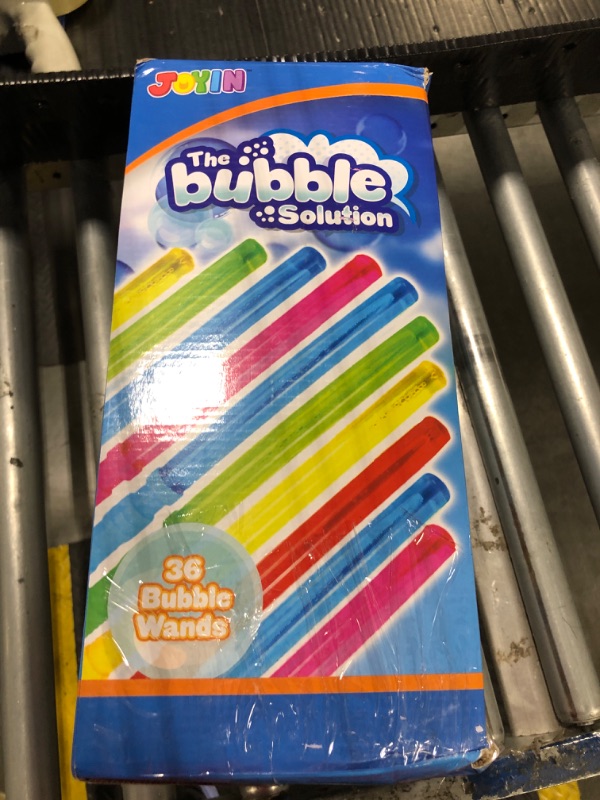 JOYIN
The
bubble
Solution
36
Bubble
Wands